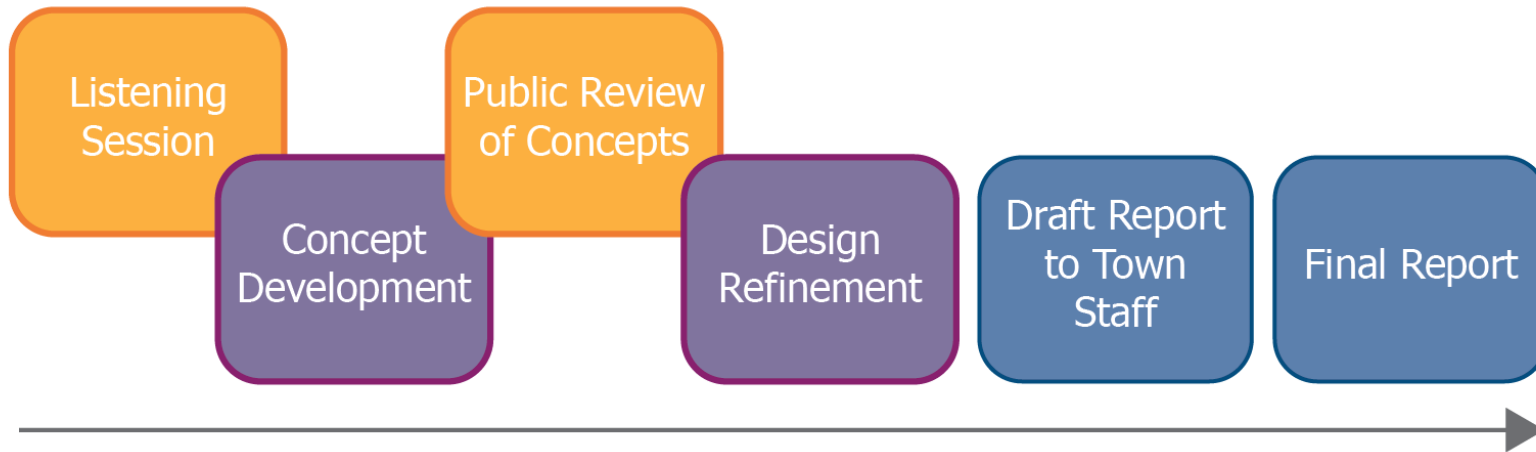 Listening
Session
Concept
Development
Public Review
of Concepts
Design
Refinement
Draft Report
to Town
Staff
Final Report